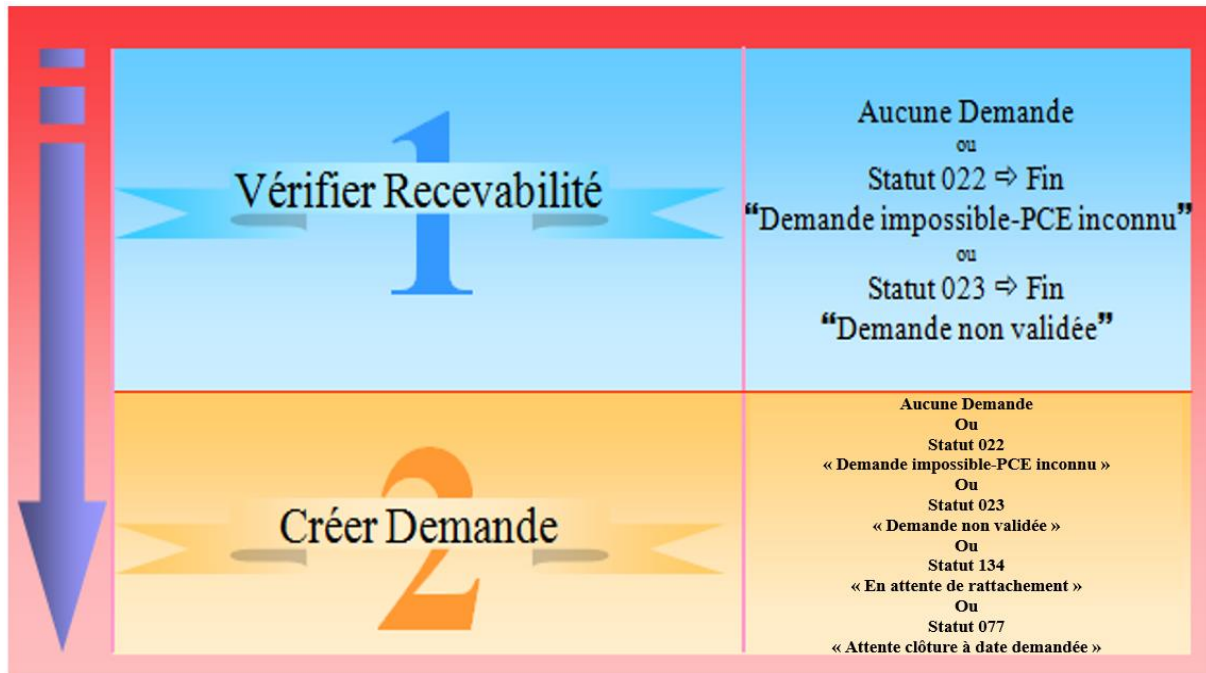 1
Vérifier Recevabilité
Aucune Demande
ou
Statut 022 ⇨ Fin
❝Demande impossible-PCE inconnu❞
ou
Statut 023 ⇨ Fin
❝Demande non validée❞
2
Créer Demande
Aucune Demande
Ou
Statut 022
« Demande impossible-PCE inconnu »
Ou
Statut 023
« Demande non validée »
Ou
Statut 134
« En attente de rattachement »
Ou
Statut 077
« Attente clôture à date demandée »